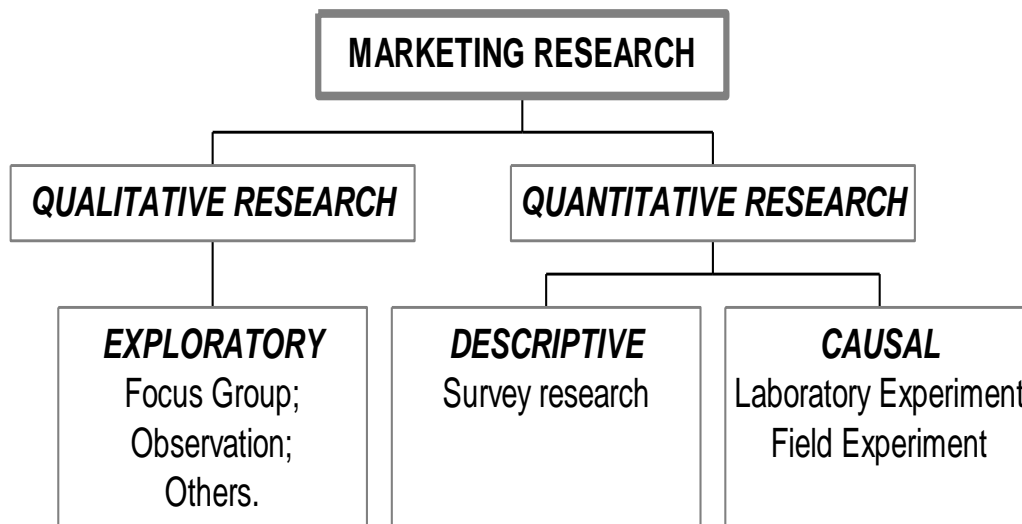 MARKETING RESEARCH
QUALITATIVE RESEARCH
QUANTITATIVE RESEARCH
EXPLORATORY
Focus Group;
Observation;
Others.
DESCRIPTIVE
Survey research
CAUSAL
Laboratory Experiment
Field Experiment